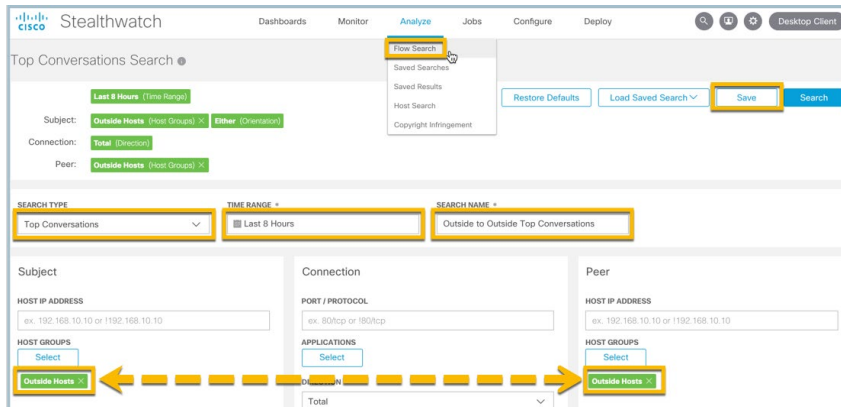 CISCO Stealthwatch Dashboards Monitor Analyze Jobs Configure Deploy Desktop Client
Flow Search
Top Conversations Search
Saved Searches
Saved Results
Last 8 Hours (Time Range) Restore Defaults Load Saved Search Save Search
Host Search
Subject: Outside Hosts (Host Groups) × Either (Orientation)
Copyright Infringement
Connection: Total (Direction)
Peer: Outside Hosts (Host Groups) ×
SEARCH TYPE TIME RANGE * SEARCH NAME *
Top Conversations Last 8 Hours Outside to Outside Top Conversations
Subject Connection Peer
HOST IP ADDRESS PORT / PROTOCOL HOST IP ADDRESS
ex. 192.168.10.10 or !192.168.10.10 ex. 80/tcp or !80/tcp ex. 192.168.10.10 or !192.168.10.10
HOST GROUPS APPLICATIONS HOST GROUPS
Select Select Select
Outside Hosts × Outside Hosts ×
Total